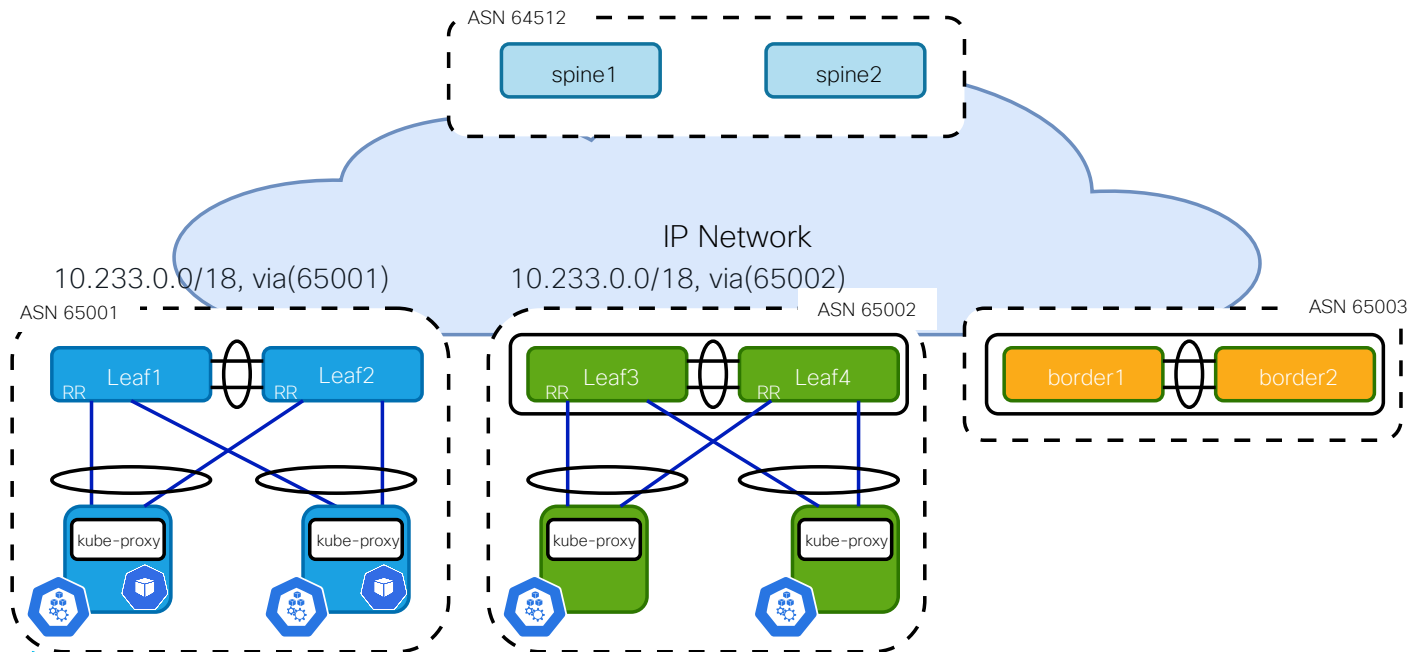 ASN 64512
spine1
spine2
IP Network
10.233.0.0/18, via(65001)
10.233.0.0/18, via(65002)
ASN 65001
ASN 65002
ASN 65003
Leaf1
RR
Leaf2
RR
Leaf3
RR
Leaf4
RR
border1
border2
kube-proxy
kube-proxy
kube-proxy
kube-proxy